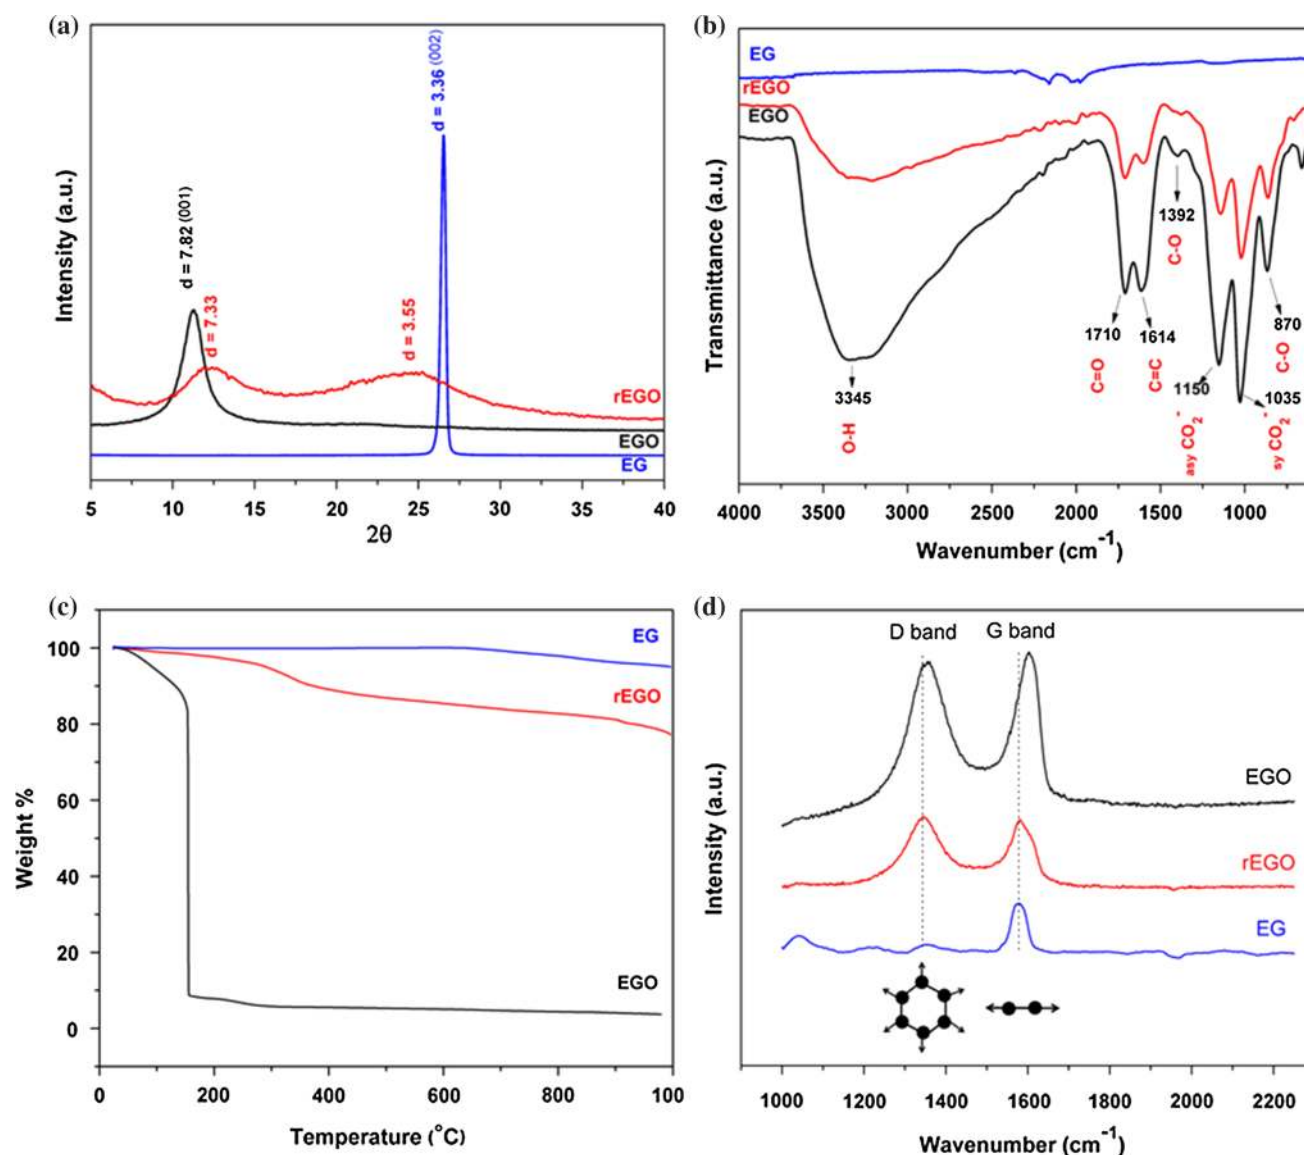 (a)
Intensity (a.u.)
d = 7.82 (001)
d = 7.33
d = 3.55
d = 3.36 (002)
rEGO
EGO
EG
5 10 15 20 25 30 35 40
2θ
(b)
Transmittance (a.u.)
EG
rEGO
EGO
3345
O-H
1710
C=O
1614
C=C
1392
C-O
1150
asy CO2-
1035
sy CO2-
870
C-O
4000 3500 3000 2500 2000 1500 1000
Wavenumber (cm-1)
(c)
Weight %
100
80
60
40
20
0
EG
rEGO
EGO
0 200 400 600 800 100
Temperature (°C)
(d)
Intensity (a.u.)
D band G band
EGO
rEGO
EG
1000 1200 1400 1600 1800 2000 2200
Wavenumber (cm-1)